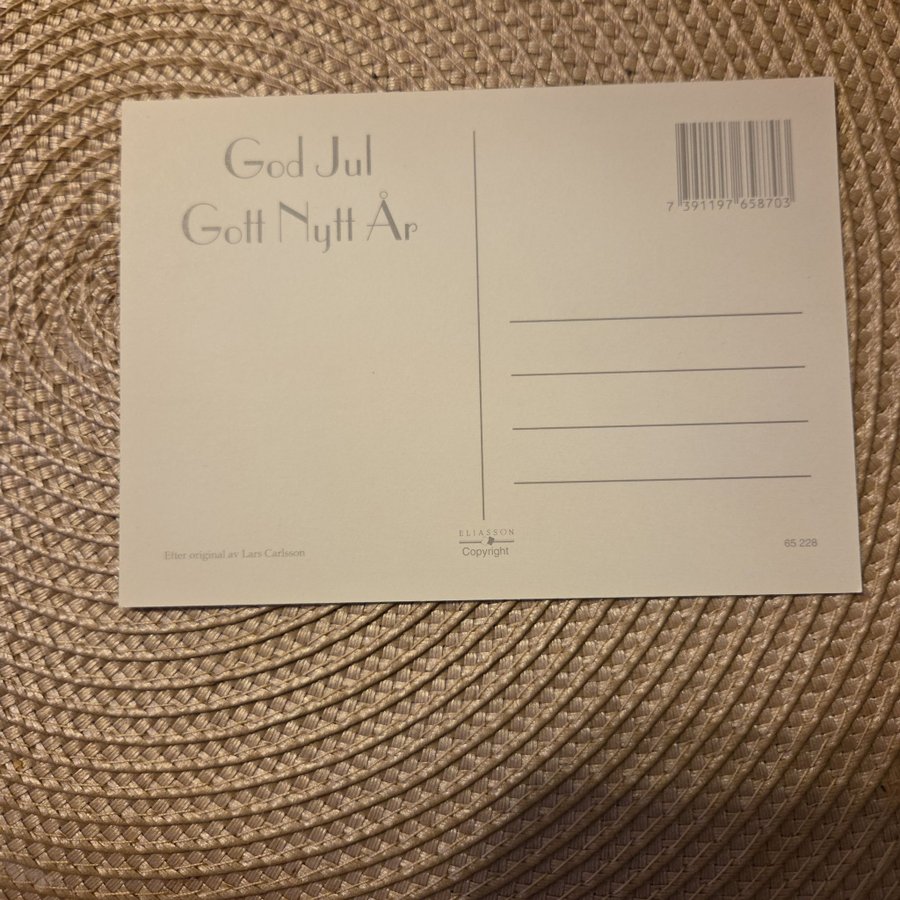 God Jul
Gott Nytt År
7 391197 658703
Efter original av Lars Carlsson
ELIASSON
Copyright
65 228